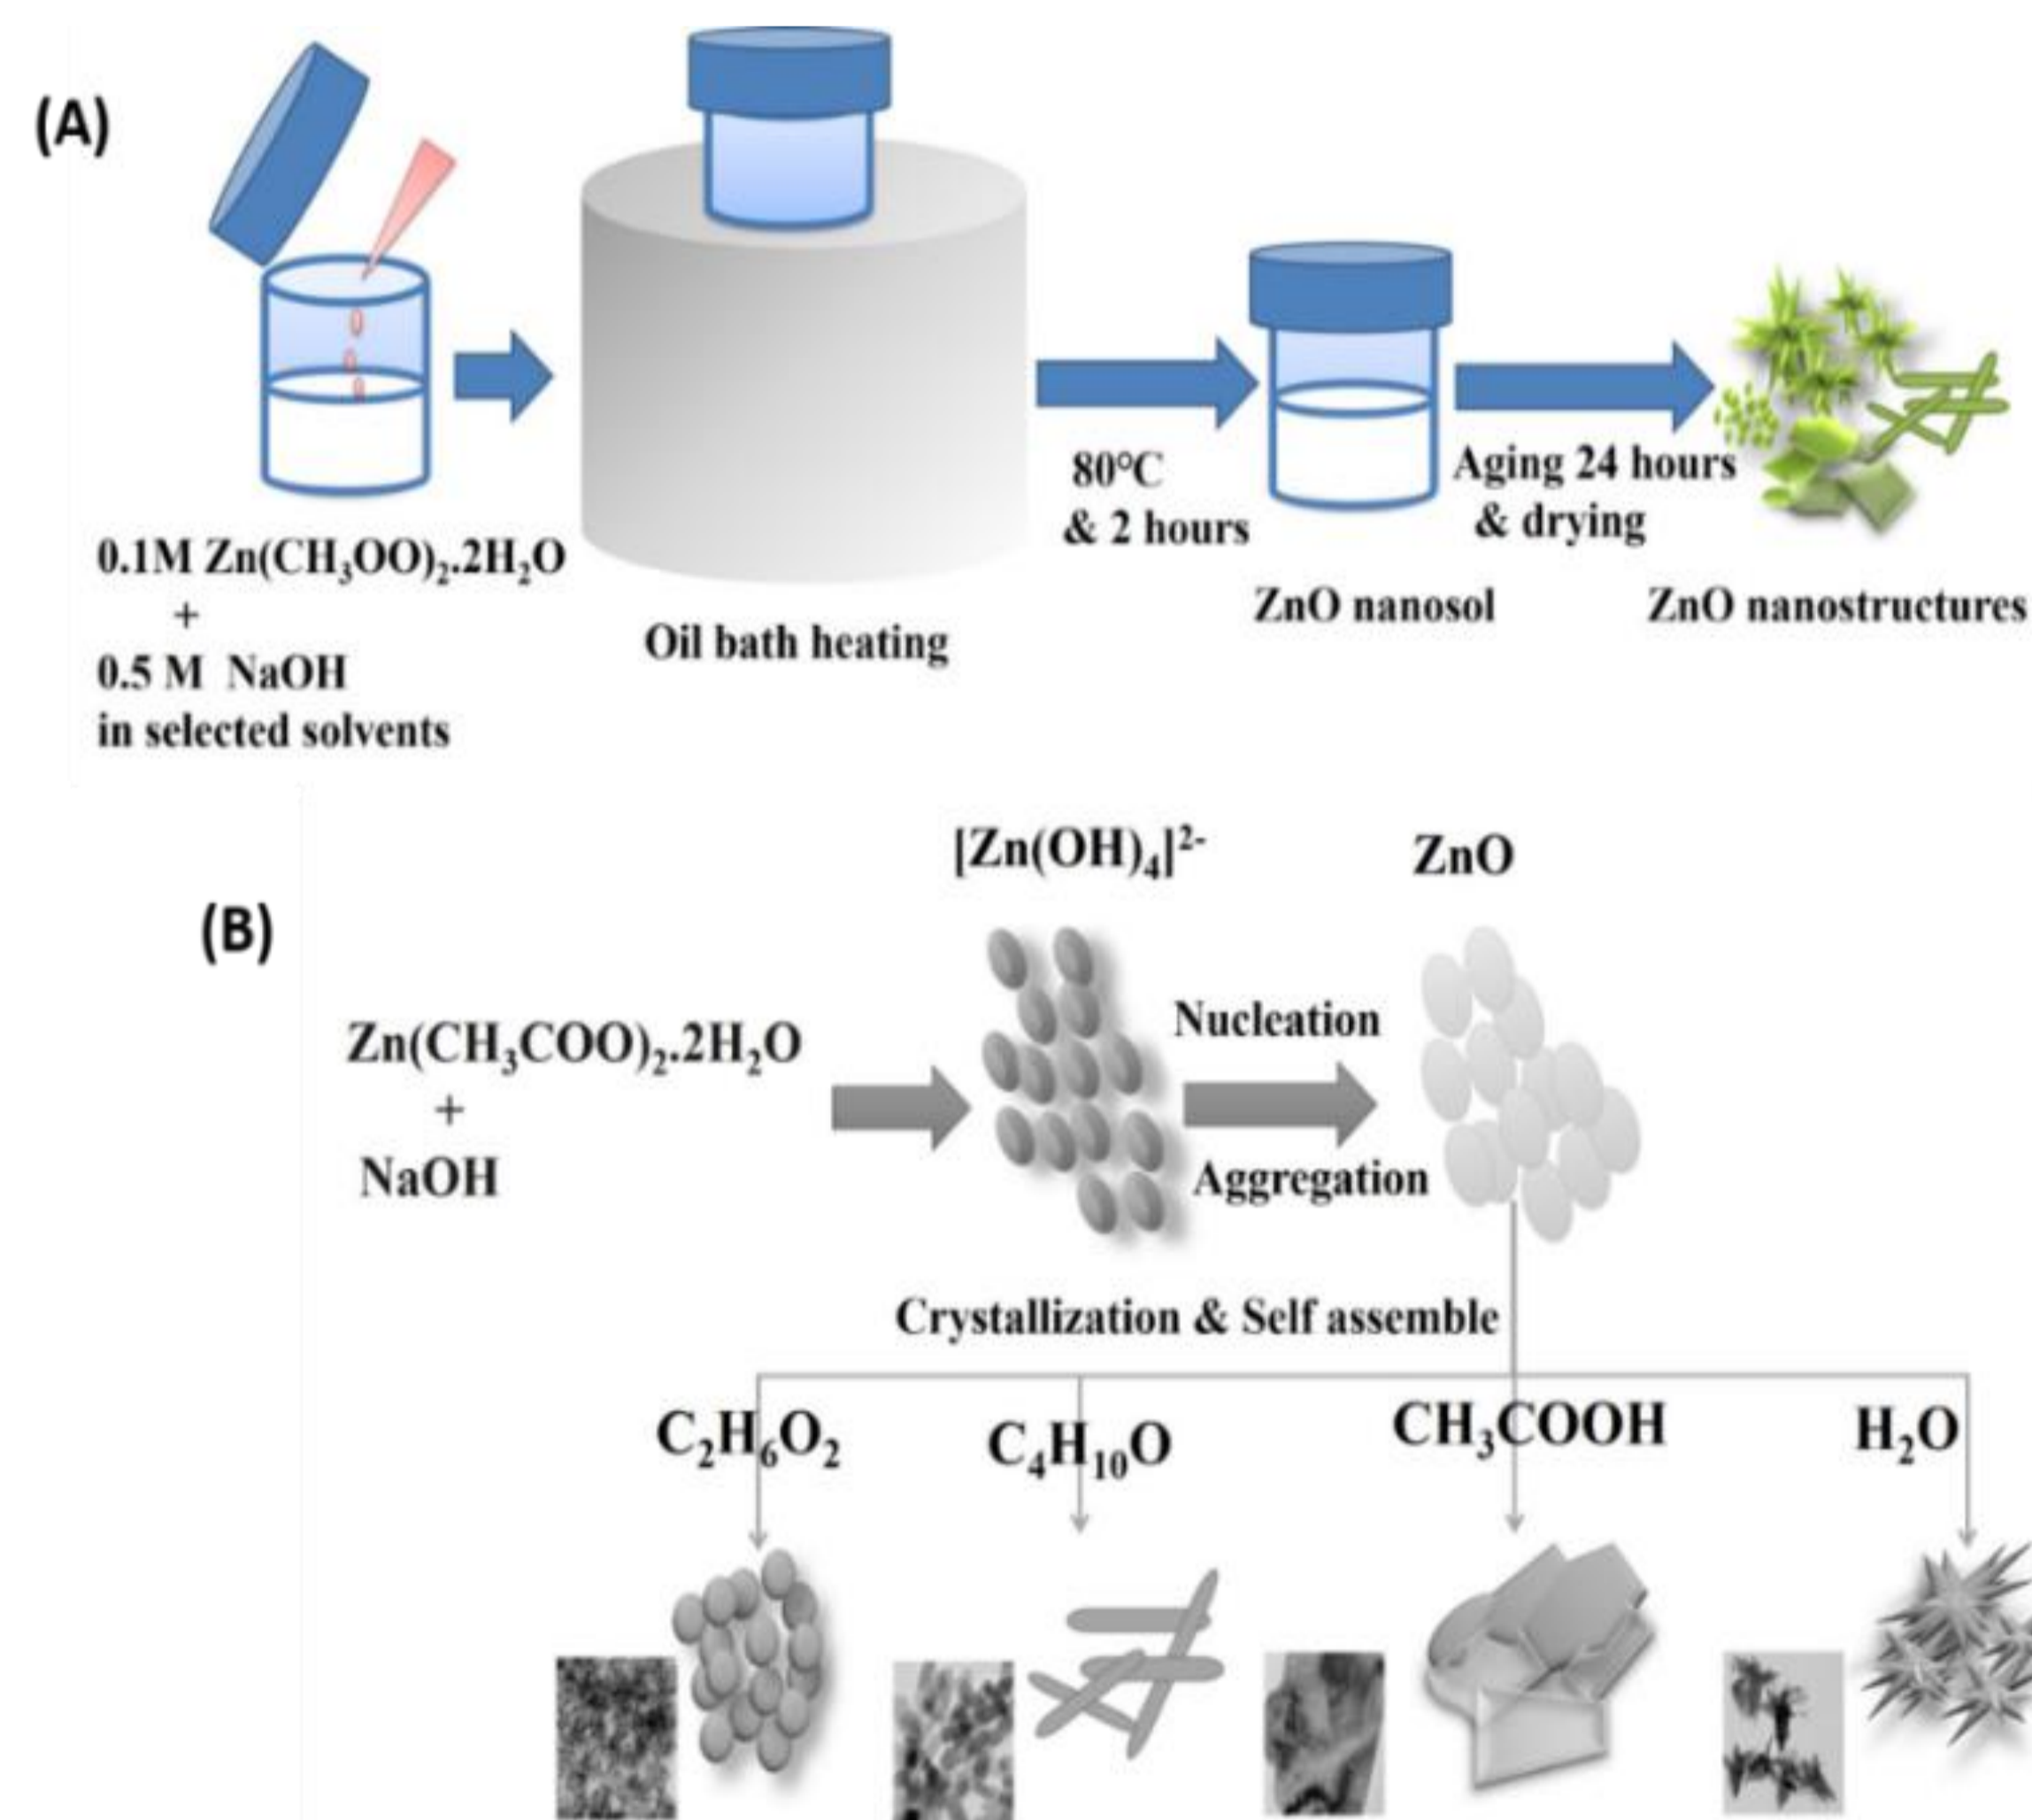 (A)
0.1M Zn(CH₃OO)₂.2H₂O
+
0.5 M NaOH
in selected solvents
Oil bath heating
80°C
& 2 hours
ZnO nanosol
Aging 24 hours
& drying
ZnO nanostructures
(B)
Zn(CH₃COO)₂.2H₂O
+
NaOH
[Zn(OH)₄]²⁻
Nucleation
Aggregation
ZnO
Crystallization & Self assemble
C₂H₆O₂
C₄H₁₀O
CH₃COOH
H₂O